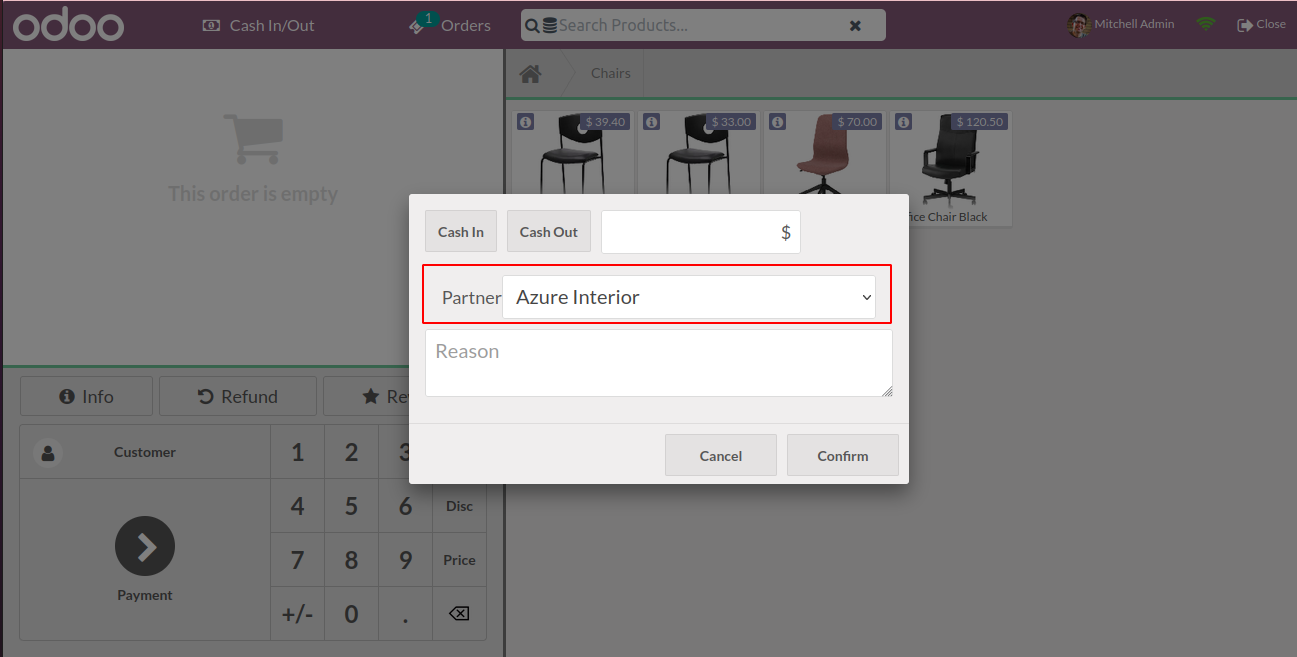 odoo
Cash In/Out
1
Orders
Search Products...
Mitchell Admin
Close
This order is empty
Chairs
$ 39.40
$ 33.00
$ 70.00
$ 120.50
fice Chair Black
Cash In
Cash Out
$
Partner
Azure Interior
Reason
Cancel
Confirm
Info
Refund
Re
Customer
Payment
1 2 3
4 5 6 Disc
7 8 9 Price
+/- 0 .